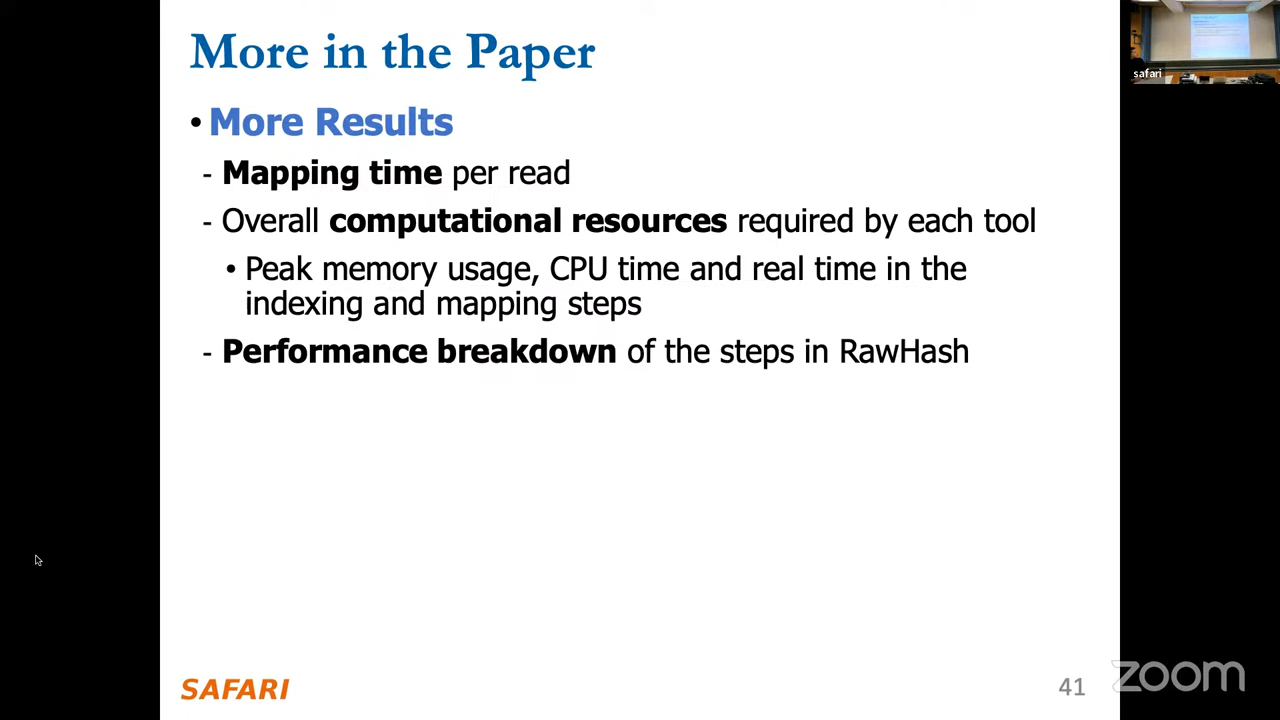 More in the Paper
• More Results
- Mapping time per read
- Overall computational resources required by each tool
• Peak memory usage, CPU time and real time in the
indexing and mapping steps
- Performance breakdown of the steps in RawHash
SAFARI
41
zoom
safari